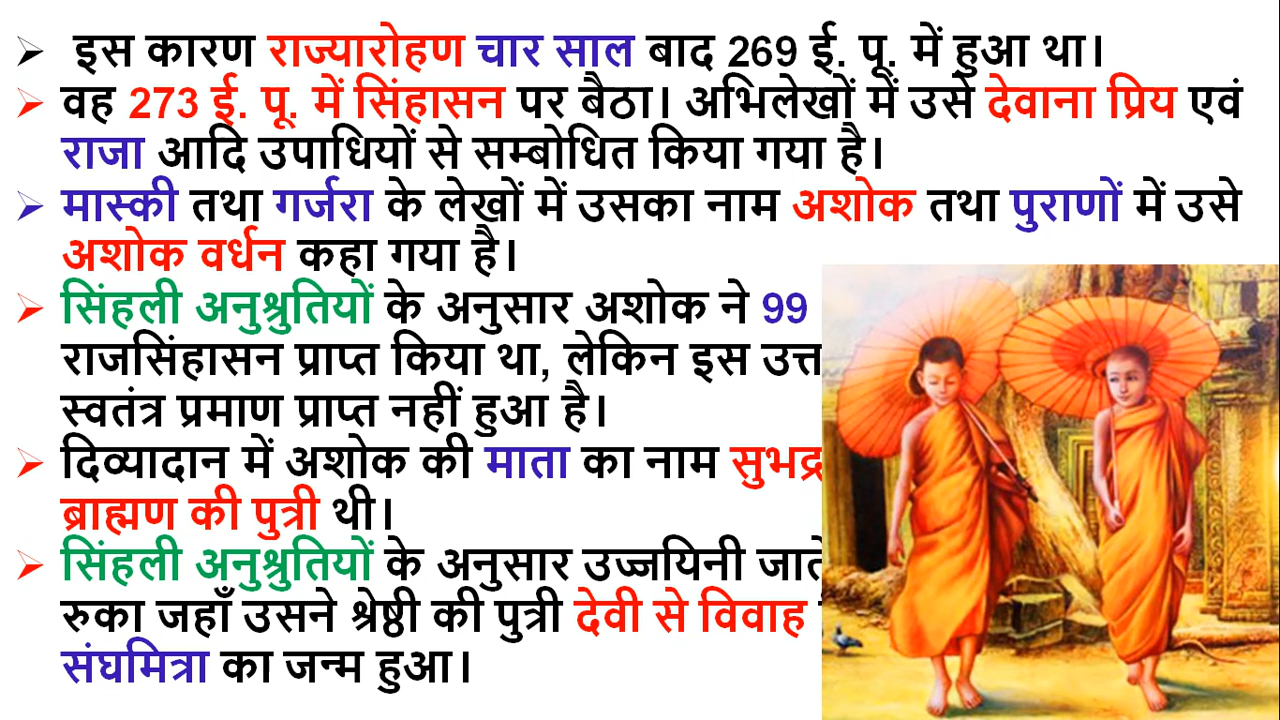 ➢ इस कारण राज्यारोहण चार साल बाद 269 ई. पू. में हुआ था।
➢ वह 273 ई. पू. में सिंहासन पर बैठा। अभिलेखों में उसे देवाना प्रिय एवं
राजा आदि उपाधियों से सम्बोधित किया गया है।
➢ मास्की तथा गर्जरा के लेखों में उसका नाम अशोक तथा पुराणों में उसे
अशोक वर्धन कहा गया है।
➢ सिंहली अनुश्रुतियों के अनुसार अशोक ने 99
राजसिंहासन प्राप्त किया था, लेकिन इस
स्वतंत्र प्रमाण प्राप्त नहीं हुआ है।
➢ दिव्यादान में अशोक की माता का नाम
ब्राह्मण की पुत्री थी।
➢ सिंहली अनुश्रुतियों के अनुसार उज्जयिनी
रुका जहाँ उसने श्रेष्ठी की पुत्री देवी से विवाह
संघमित्रा का जन्म हुआ।